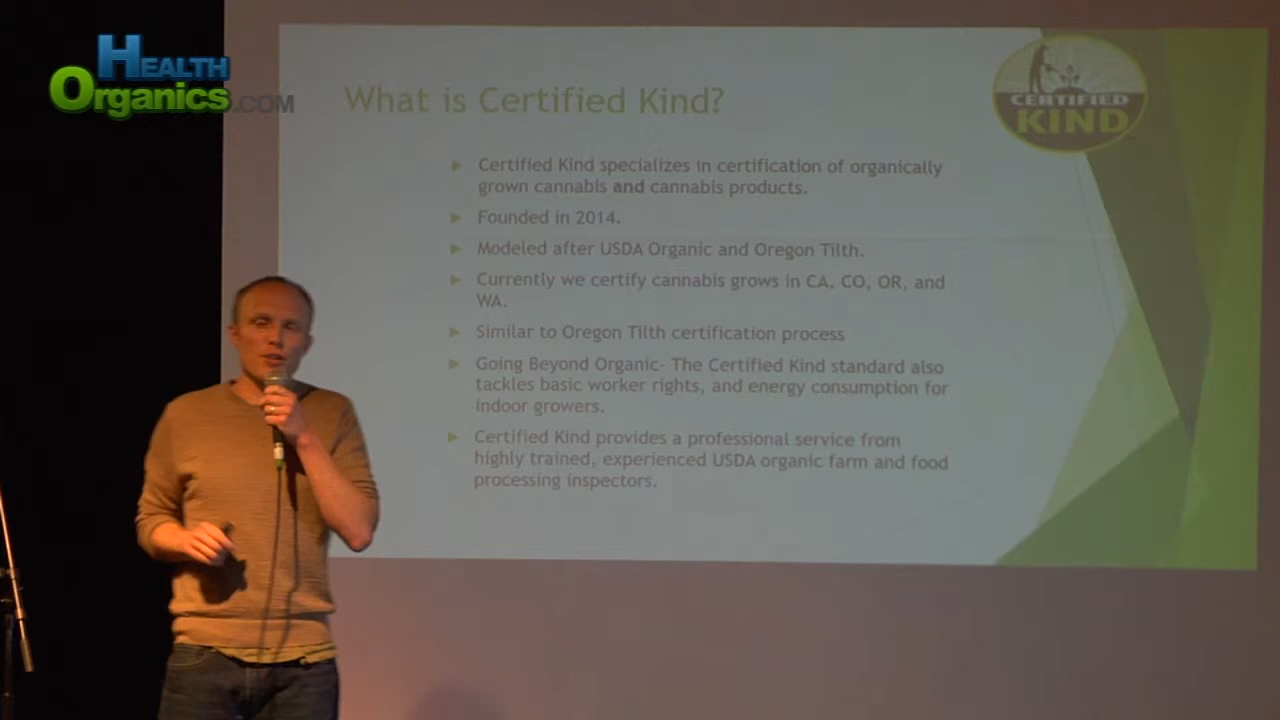 HEALTH
Organics.COM
What is Certified Kind?
CERTIFIED
KIND
Certified Kind specializes in certification of organically
grown cannabis and cannabis products.
Founded in 2014.
Modeled after USDA Organic and Oregon Tilth.
Currently we certify cannabis grows in CA, CO, OR, and
WA.
Similar to Oregon Tilth certification process
Going Beyond Organic- The Certified Kind standard also
tackles basic worker rights, and energy consumption for
indoor growers.
Certified Kind provides a professional service from
highly trained, experienced USDA organic farm and food
processing inspectors.